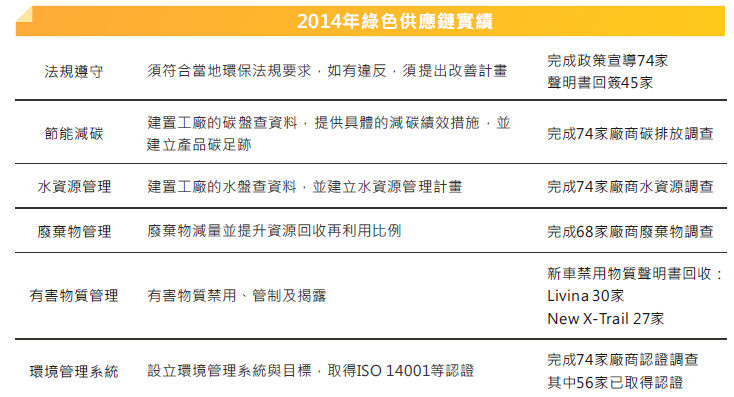 2014年綠色供應鏈實績
法規遵守
須符合當地環保法規要求，如有違反，須提出改善計畫
完成政策宣導74家
聲明書回簽45家
節能減碳
建置工廠的碳盤查資料，提供具體的減碳績效措施，並
建立產品碳足跡
完成74家廠商碳排放調查
水資源管理
建置工廠的水盤查資料，並建立水資源管理計畫
完成74家廠商水資源調查
廢棄物管理
廢棄物減量並提升資源回收再利用比例
完成68家廠商廢棄物調查
有害物質管理
有害物質禁用、管制及揭露
新車禁用物質聲明書回收：
Livina 30家
New X-Trail 27家
環境管理系統
設立環境管理系統與目標，取得ISO 14001等認證
完成74家廠商認證調查
其中56家已取得認證